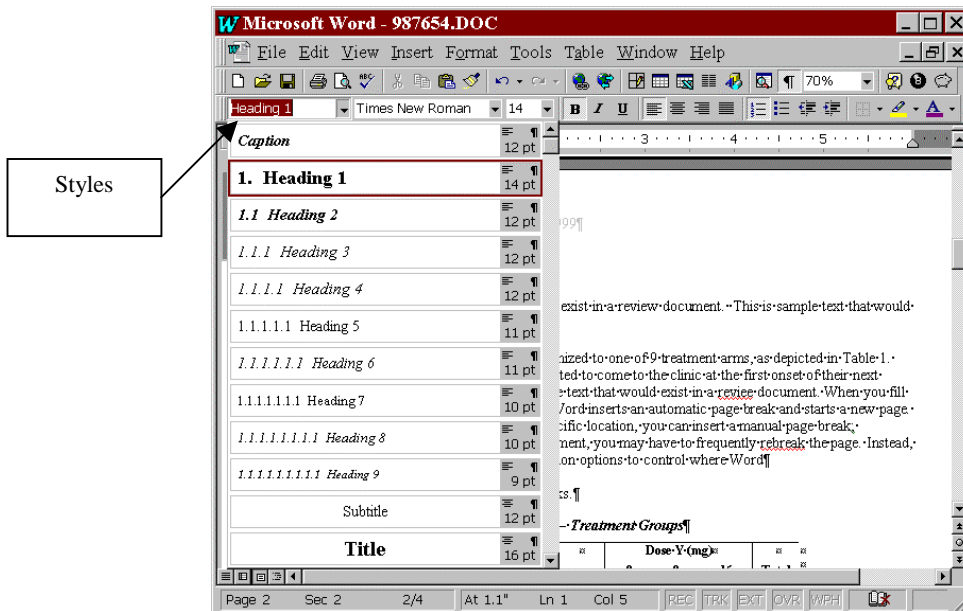 Microsoft Word - 987654.DOC
File Edit View Insert Format Tools Table Window Help
ABC ¶ 70%
Heading 1 Times New Roman 14 B I U A
Styles
3 4 5
Caption ¶ 12 pt
1. Heading 1 ¶ 14 pt
1.1 Heading 2 ¶ 12 pt
999¶
1.1.1 Heading 3 ¶ 12 pt
1.1.1.1 Heading 4 ¶ 12 pt
exist·in·a·review·document.··This·is·sample·text·that·would·
1.1.1.1.1 Heading 5 ¶ 11 pt
nized·to·one·of·9·treatment·arms,·as·depicted·in·Table·1.·
1.1.1.1.1.1 Heading 6 ¶ 11 pt
ted·to·come·to·the·clinic·at·the·first·onset·of·their·next·
e·text·that·would·exist·in·a·reviee·document.·When·you·fill·
1.1.1.1.1.1.1 Heading 7 ¶ 10 pt
Word·inserts·an·automatic·page·break·and·starts·a·new·page.·
cific·location,·you·can·insert·a·manual·page·break;·
1.1.1.1.1.1.1.1 Heading 8 ¶ 10 pt
ment,·you·may·have·to·frequently·rebreak·the·page.·Instead,·
on·options·to·control·where·Word¶
1.1.1.1.1.1.1.1.1 Heading 9 ¶ 9 pt
ks.¶
Subtitle ¶ 12 pt
–·Treatment·Groups¶
Title ¶ 16 pt
¤ Dose·Y·(mg)¤ ¤ ¤
Page 2 Sec 2 2/4 At 1.1" Ln 1 Col 5 REC TRK EXT OVR WPH